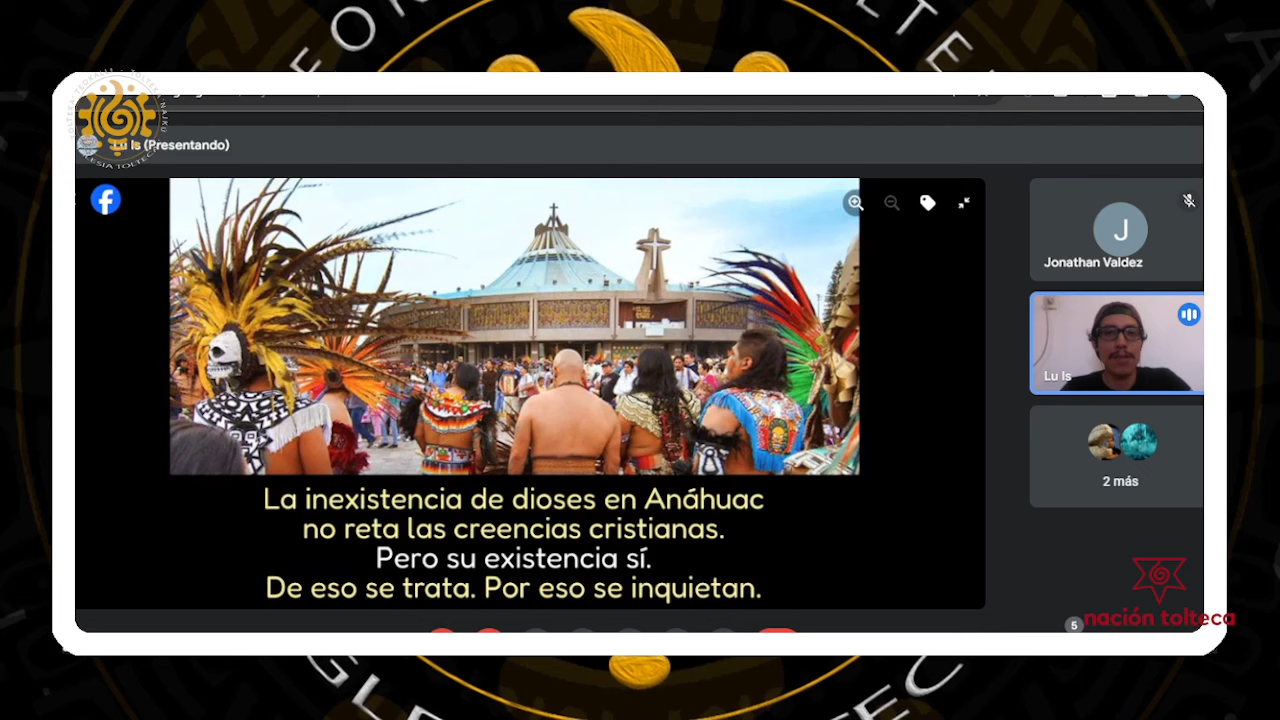 Lu Is (Presentando)
La inexistencia de dioses en Anáhuac
no reta las creencias cristianas.
Pero su existencia sí.
De eso se trata. Por eso se inquietan.
J
Jonathan Valdez
Lu Is
2 más
5
nación tolteca